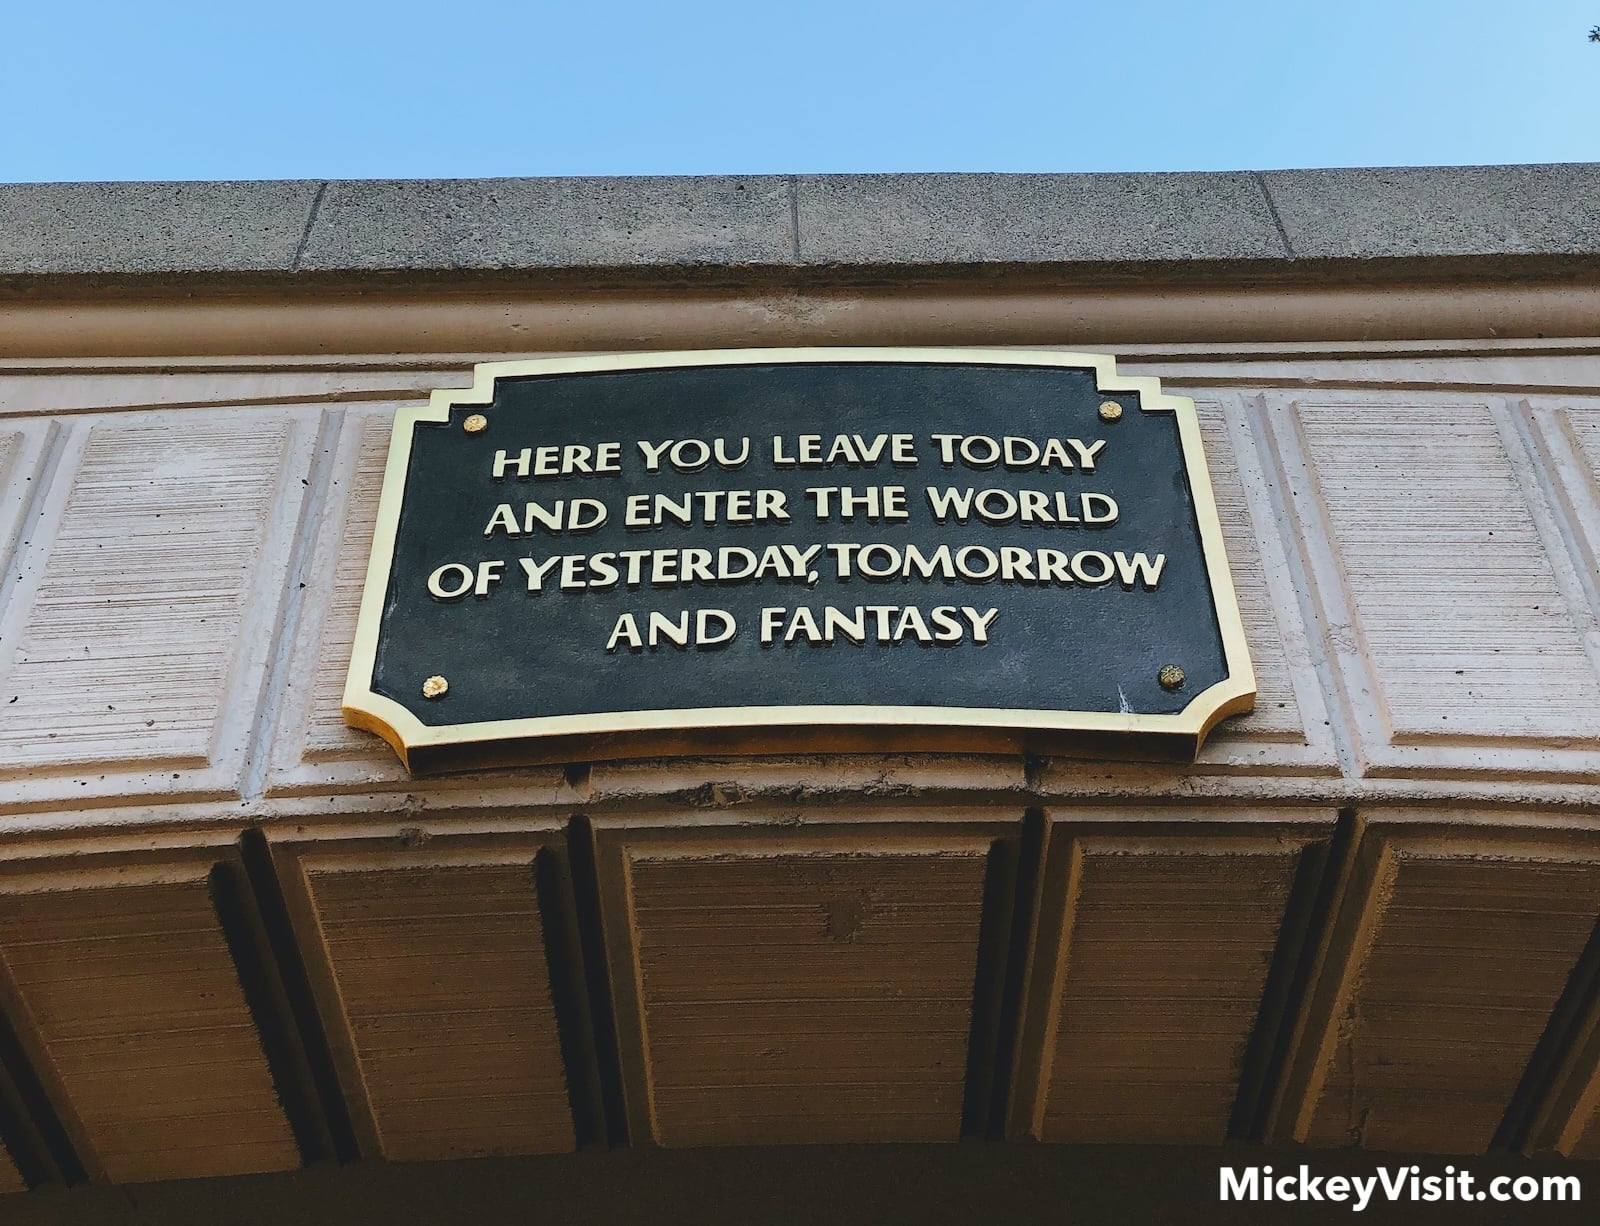 HERE YOU LEAVE TODAY
AND ENTER THE WORLD
OF YESTERDAY, TOMORROW
AND FANTASY
MickeyVisit.com